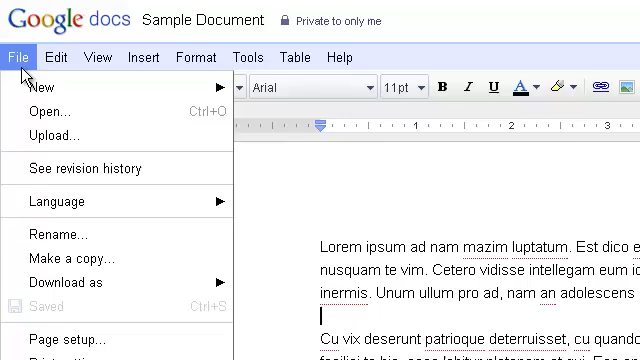 Google docs Sample Document Private to only me
File Edit View Insert Format Tools Table Help
New
Arial 11pt B I U A
Open... Ctrl+O
Upload...
1 2 3
See revision history
Language
Rename...
Lorem ipsum ad nam mazim luptatum. Est dico
Make a copy...
nusquam te vim. Cetero vidisse intellegam eum
Download as
inermis. Unum ullum pro ad, nam an adolescens
Saved Ctrl+S
Page setup...
Cu vix deserunt patrioque deterruisset, cu quando